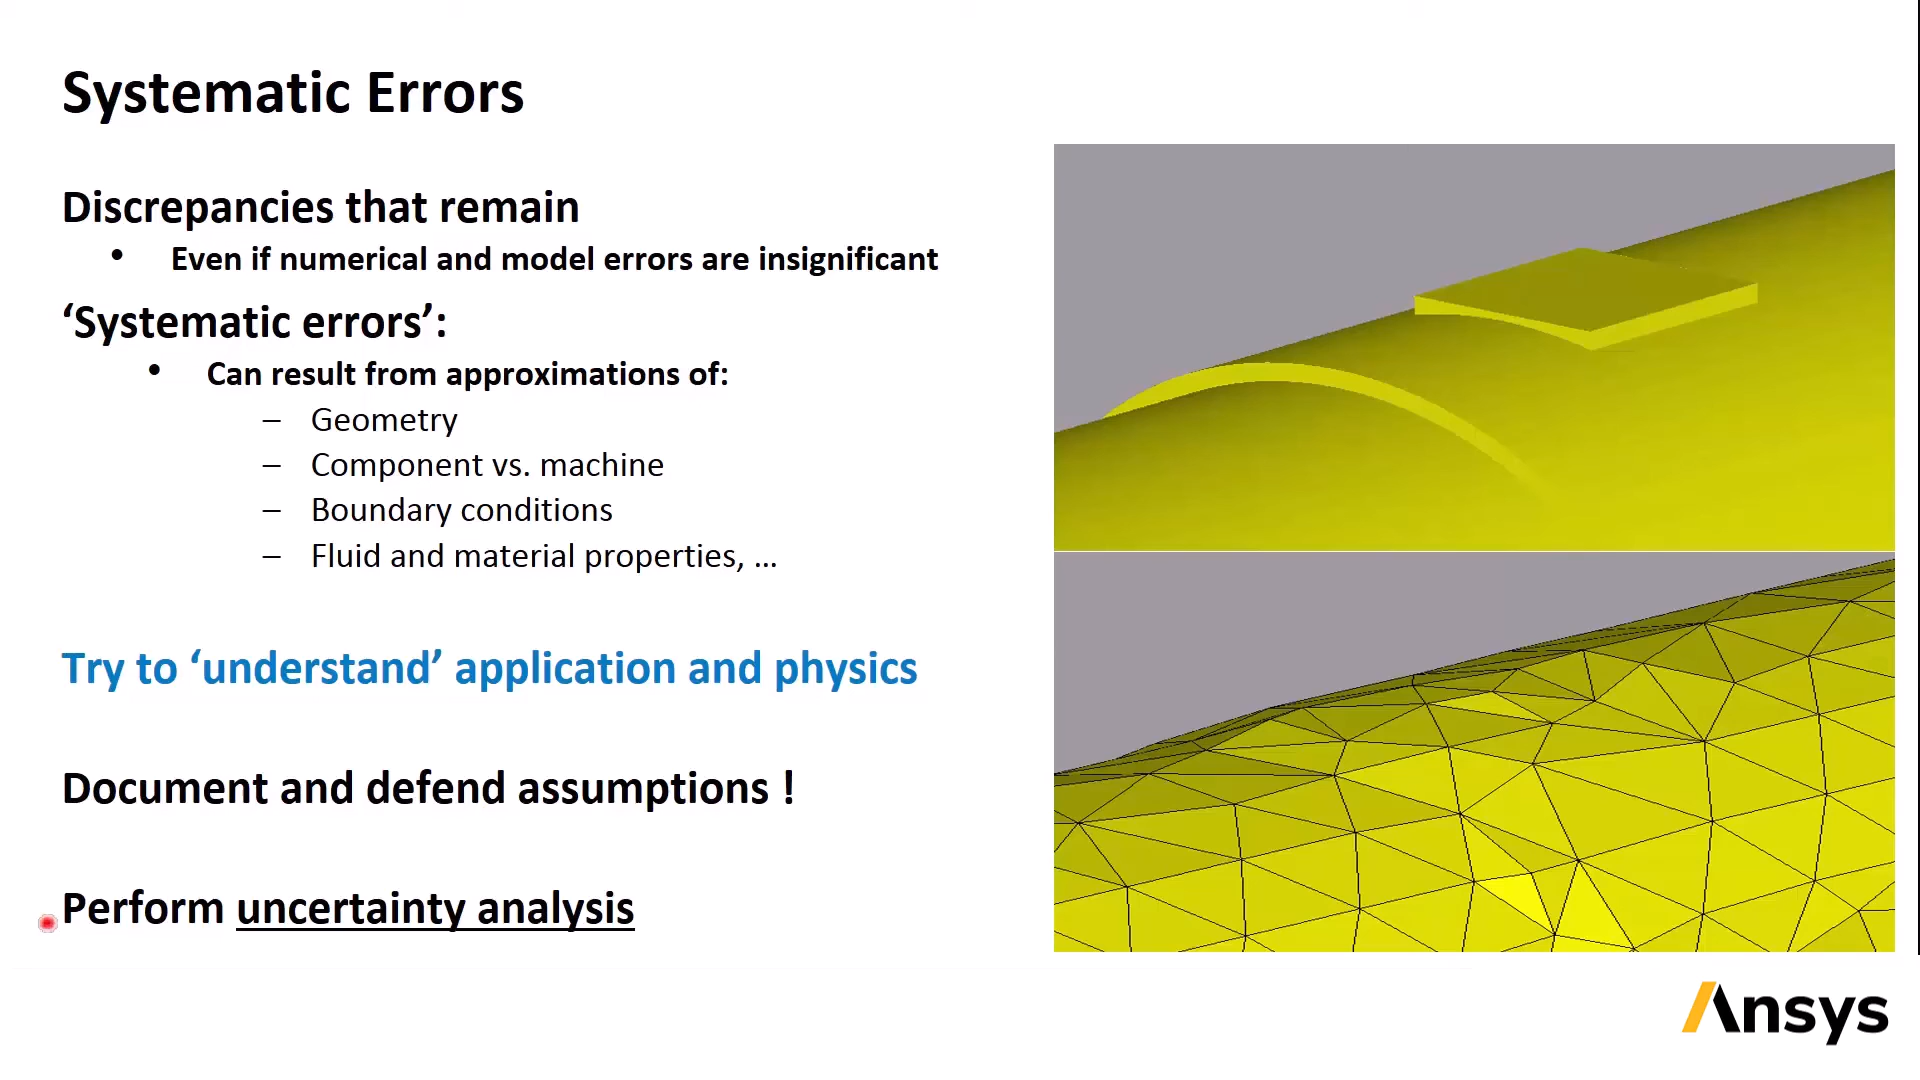 Systematic Errors
Discrepancies that remain
• Even if numerical and model errors are insignificant
‘Systematic errors’:
• Can result from approximations of:
– Geometry
– Component vs. machine
– Boundary conditions
– Fluid and material properties, ...
Try to ‘understand’ application and physics
Document and defend assumptions !
Perform uncertainty analysis
Ansys